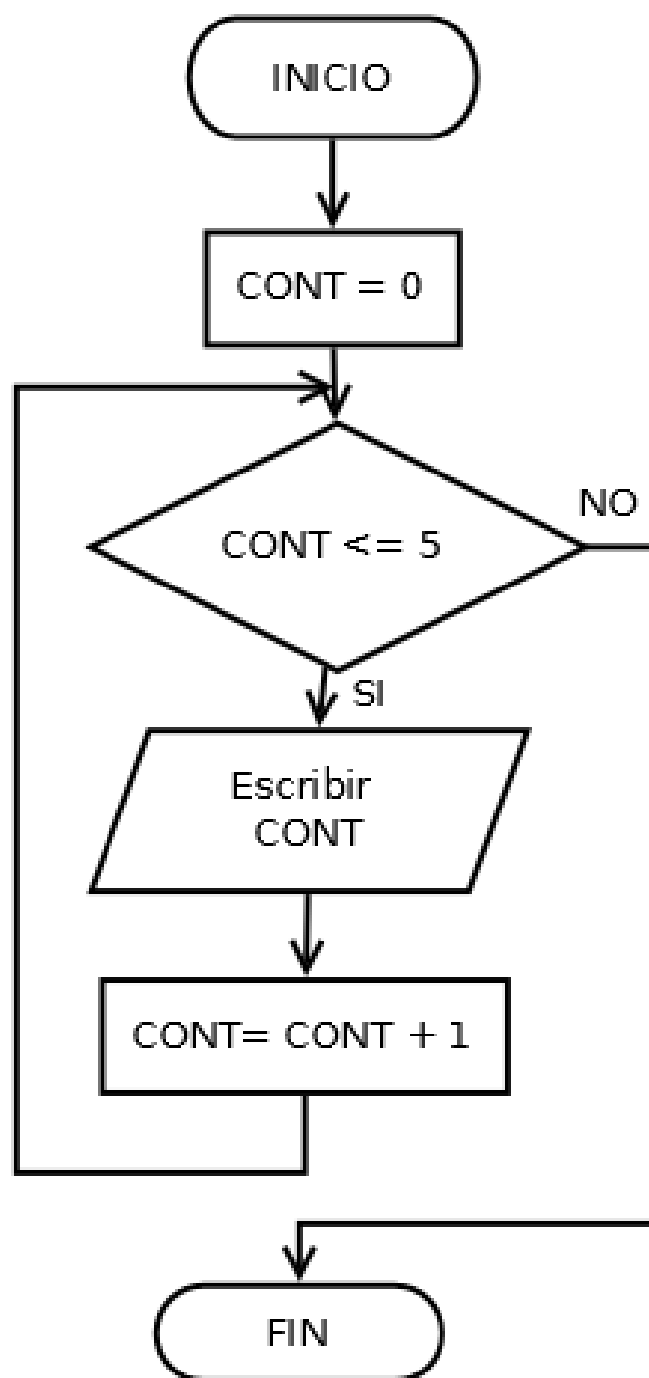 INICIO
CONT = 0
CONT <= 5
NO
SI
Escribir
CONT
CONT= CONT + 1
FIN